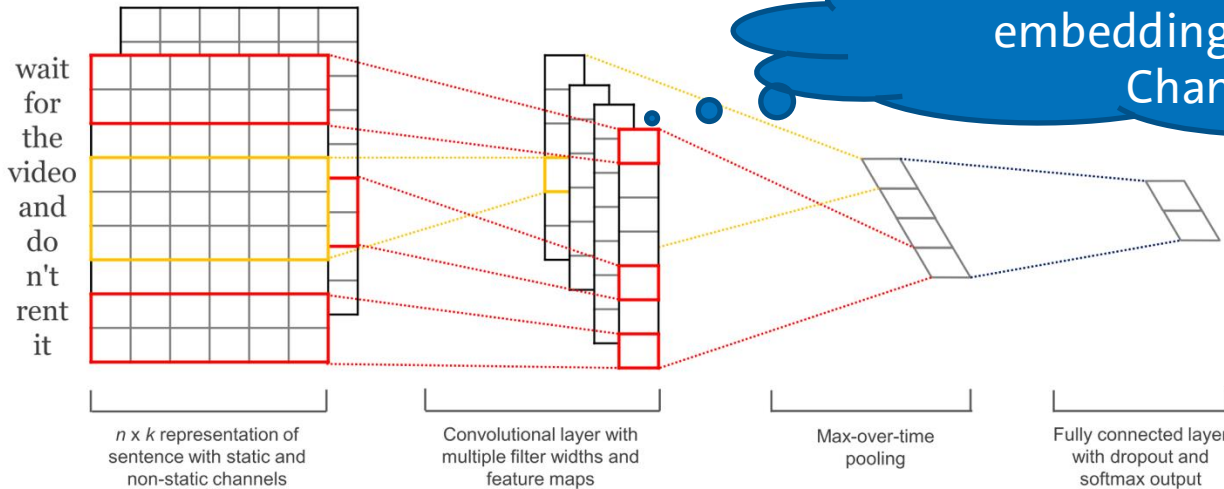 embedding
Char
wait
for
the
video
and
do
n't
rent
it
n x k representation of
sentence with static and
non-static channels
Convolutional layer with
multiple filter widths and
feature maps
Max-over-time
pooling
Fully connected layer
with dropout and
softmax output